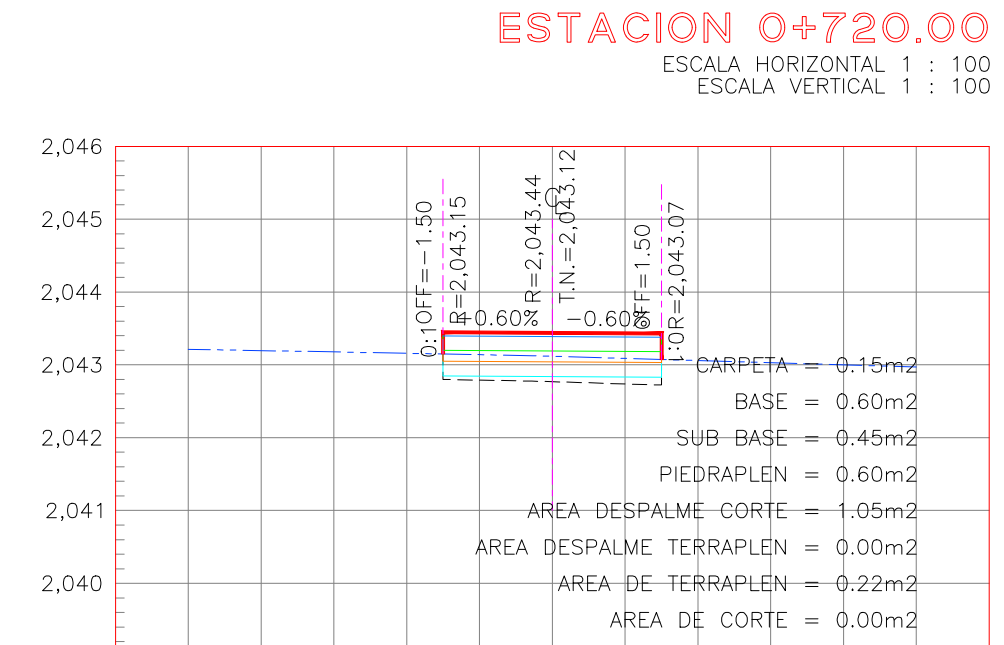 ESTACION 0+720.00
ESCALA HORIZONTAL 1 : 100
ESCALA VERTICAL 1 : 100
2,046
2,045
2,044
2,043
2,042
2,041
2,040
0:1
OFF=-1.50
R=2,043.15
R=2,043.44
T.N.=2,043.12
OFF=1.50
0:1
R=2,043.07
+0.60%
-0.60%
CARPETA = 0.15m2
BASE = 0.60m2
SUB BASE = 0.45m2
PIEDRAPLEN = 0.60m2
AREA DESPALME CORTE = 1.05m2
AREA DESPALME TERRAPLEN = 0.00m2
AREA DE TERRAPLEN = 0.22m2
AREA DE CORTE = 0.00m2